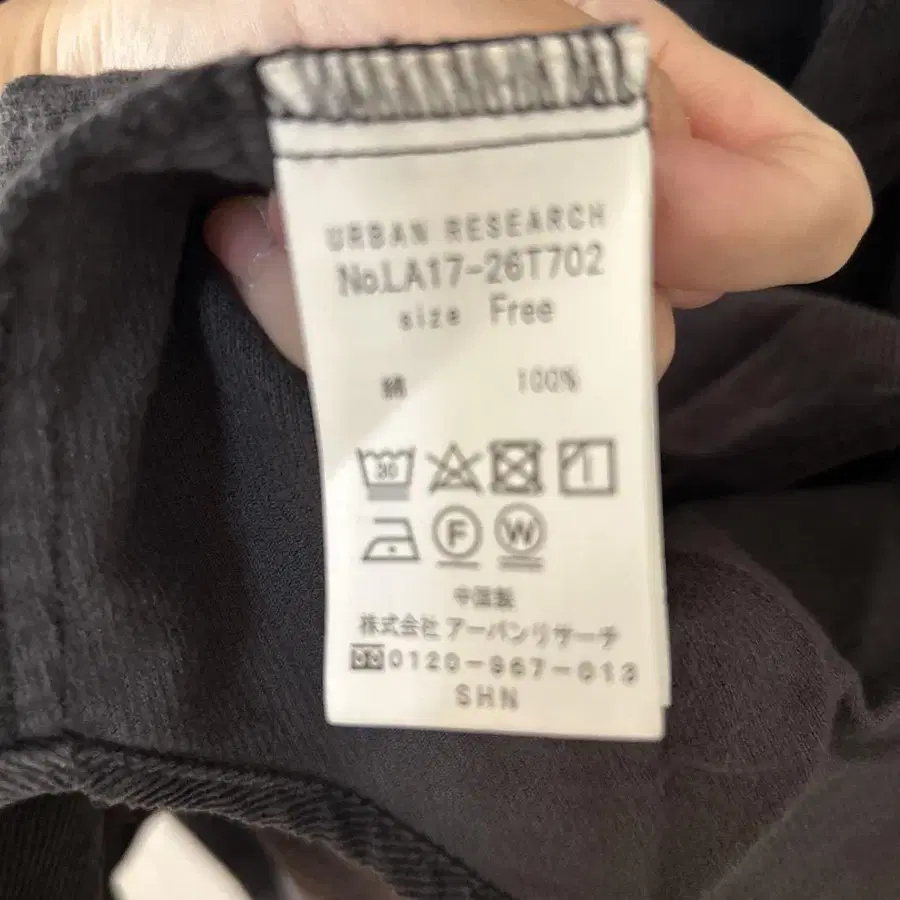 URBAN RESEARCH
No.LA17-26T702
size Free
綿 100%
30
F W
中国製
株式会社 アーバンリサーチ
0120-967-013
SHN